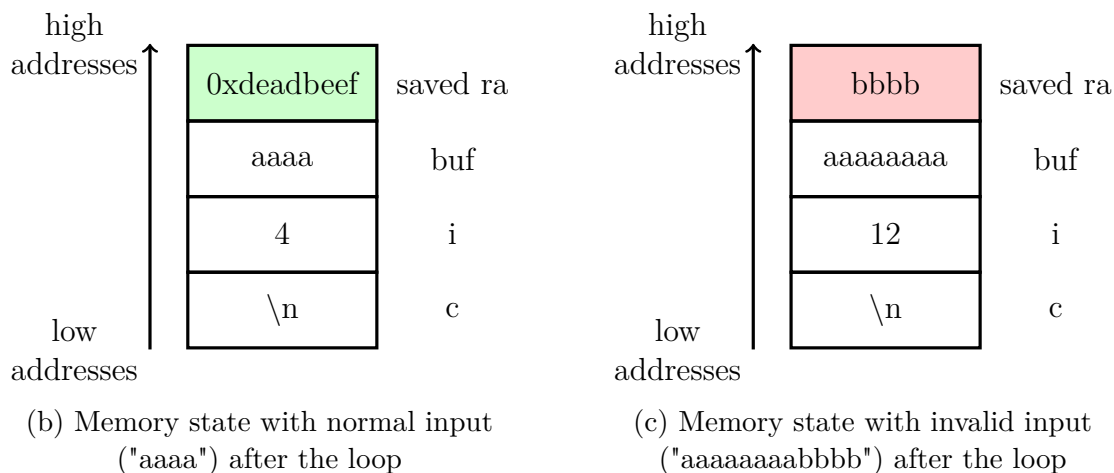 high
addresses
0xdeadbeef
saved ra
aaaa
buf
4
i
\n
c
low
addresses
(b) Memory state with normal input
("aaaa") after the loop
high
addresses
bbbb
saved ra
aaaaaaaa
buf
12
i
\n
c
low
addresses
(c) Memory state with invalid input
("aaaaaaaabbbb") after the loop